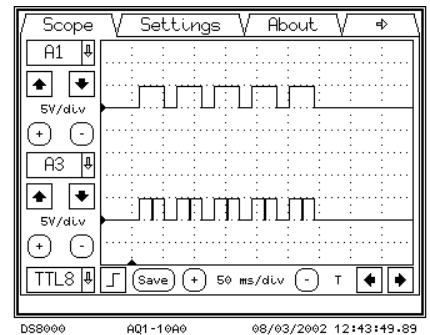 Scope Settings About
A1
5V/div
+ -
A3
5V/div
+ -
TTL8 Save + 50 ms/div - T
DS8000 AQ1-10A0 08/03/2002 12:43:49.89